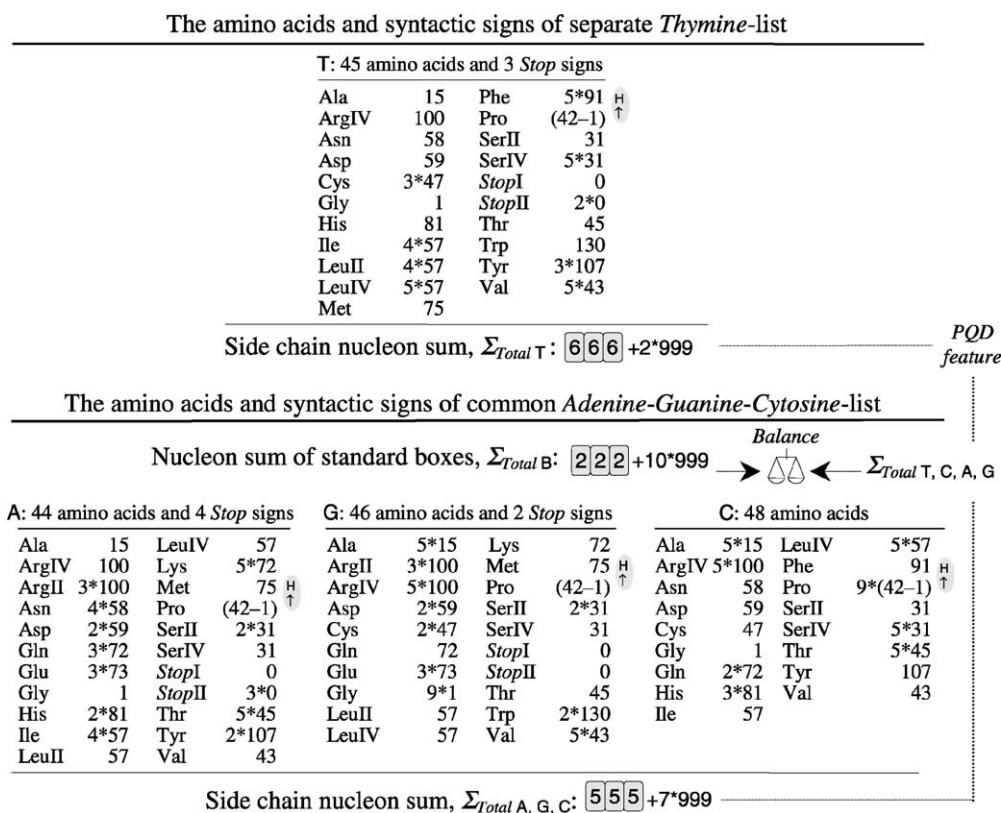 The amino acids and syntactic signs of separate Thymine-list
T: 45 amino acids and 3 Stop signs
Ala 15 Phe 5*91 H
ArgIV 100 Pro (42–1) ↑
Asn 58 SerII 31
Asp 59 SerIV 5*31
Cys 3*47 StopI 0
Gly 1 StopII 2*0
His 81 Thr 45
Ile 4*57 Trp 130
LeuII 4*57 Tyr 3*107
LeuIV 5*57 Val 5*43
Met 75
Side chain nucleon sum, ΣTotal T: 666 +2*999
PQD
feature
The amino acids and syntactic signs of common Adenine-Guanine-Cytosine-list
Balance
Nucleon sum of standard boxes, ΣTotal B: 222 +10*999
ΣTotal T, C, A, G
A: 44 amino acids and 4 Stop signs
Ala 15 LeuIV 57
ArgIV 100 Lys 5*72
ArgII 3*100 Met 75 H
Asn 4*58 Pro (42–1) ↑
Asp 2*59 SerII 2*31
Gln 3*72 SerIV 31
Glu 3*73 StopI 0
Gly 1 StopII 3*0
His 2*81 Thr 5*45
Ile 4*57 Tyr 2*107
LeuII 57 Val 43
G: 46 amino acids and 2 Stop signs
Ala 5*15 Lys 72
ArgII 3*100 Met 75 H
ArgIV 5*100 Pro (42–1) ↑
Asp 2*59 SerII 2*31
Cys 2*47 SerIV 31
Gln 72 StopI 0
Glu 3*73 StopII 0
Gly 9*1 Thr 45
LeuII 57 Trp 2*130
LeuIV 57 Val 5*43
C: 48 amino acids
Ala 5*15 LeuIV 5*57
ArgIV 5*100 Phe 91 H
Asn 58 Pro 9*(42–1) ↑
Asp 59 SerII 31
Cys 47 SerIV 5*31
Gly 1 Thr 5*45
Gln 2*72 Tyr 107
His 3*81 Val 43
Ile 57
Side chain nucleon sum, ΣTotal A, G, C: 555 +7*999